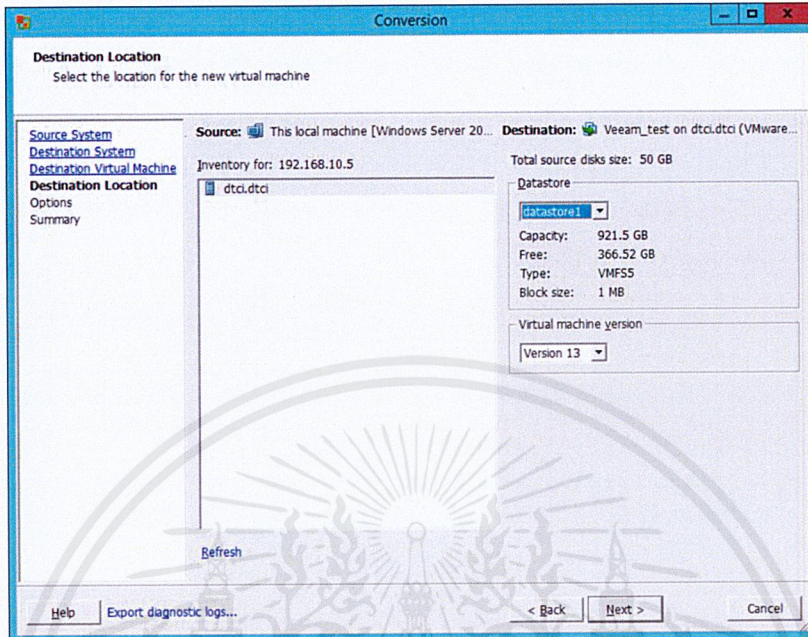 Conversion
Destination Location
Select the location for the new virtual machine
Source System
Destination System
Destination Virtual Machine
Destination Location
Options
Summary
Source: This local machine [Windows Server 20...
Destination: Veeam_test on dtci.dtci (VMware...
Inventory for: 192.168.10.5
dtci.dtci
Refresh
Total source disks size: 50 GB
Datastore
datastore1
Capacity: 921.5 GB
Free: 366.52 GB
Type: VMFS5
Block size: 1 MB
Virtual machine version
Version 13
Help
Export diagnostic logs...
< Back
Next >
Cancel